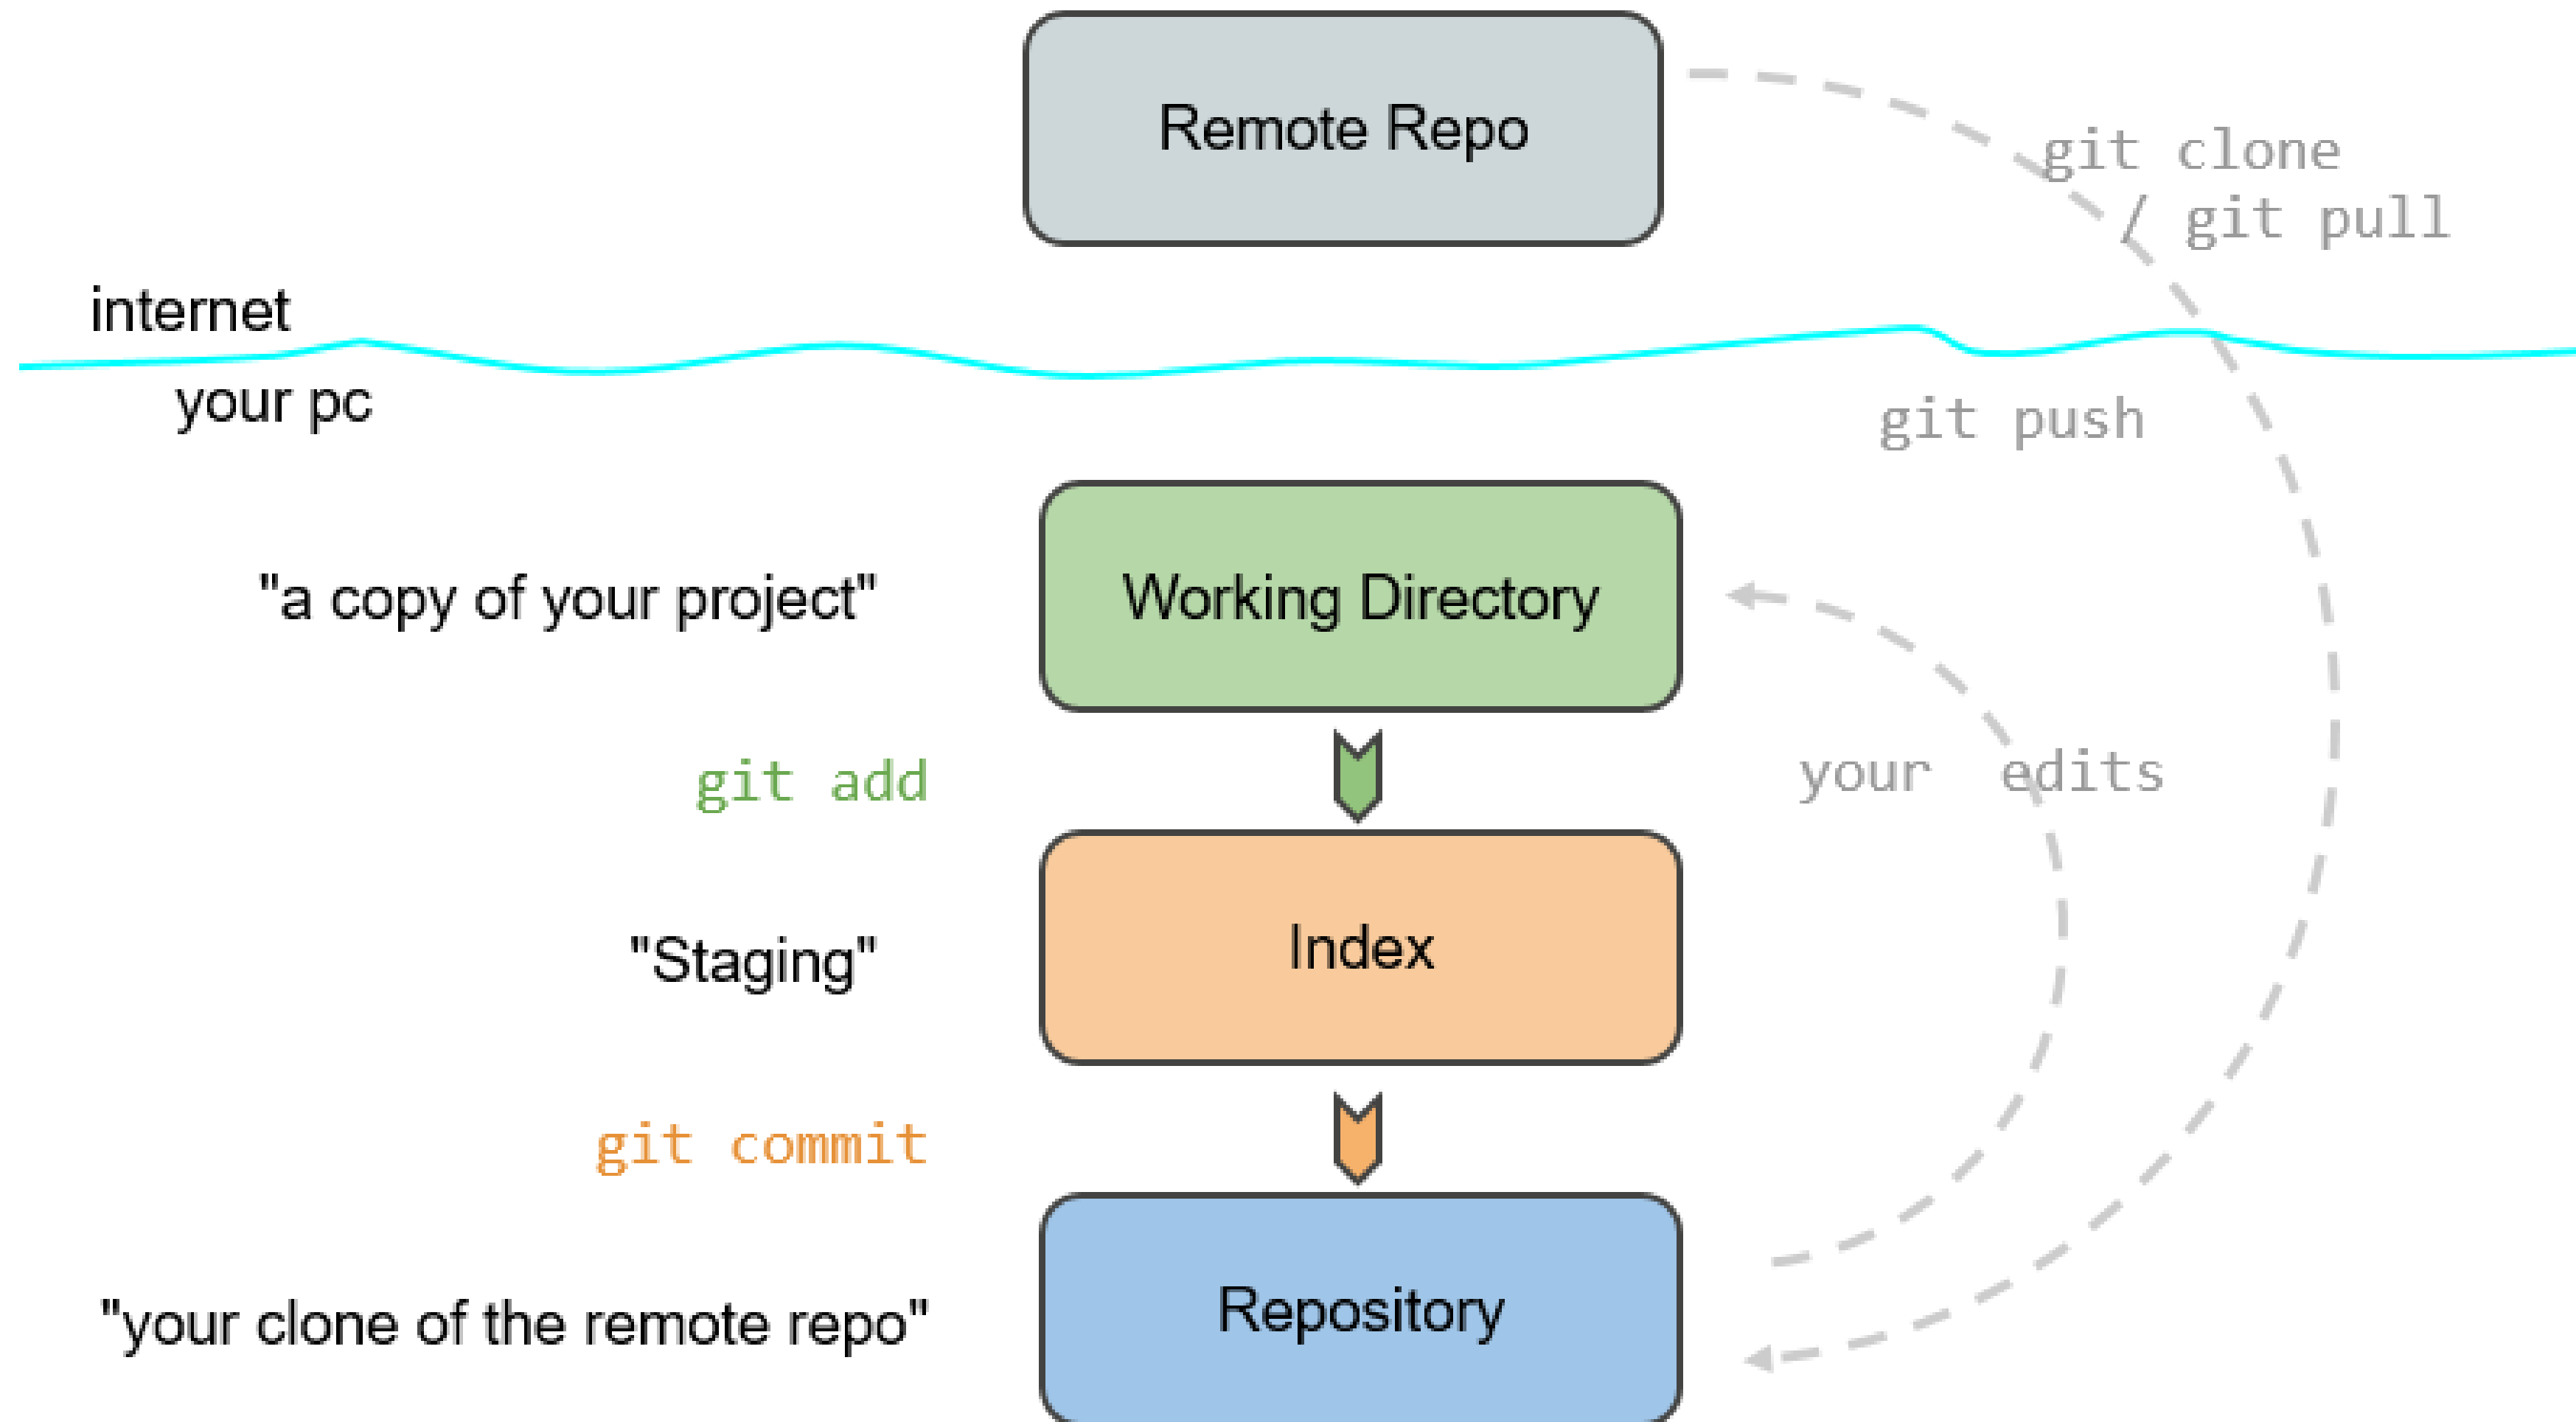 Remote Repo
git clone
/ git pull
internet
your pc
git push
"a copy of your project"
Working Directory
git add
your edits
"Staging"
Index
git commit
"your clone of the remote repo"
Repository